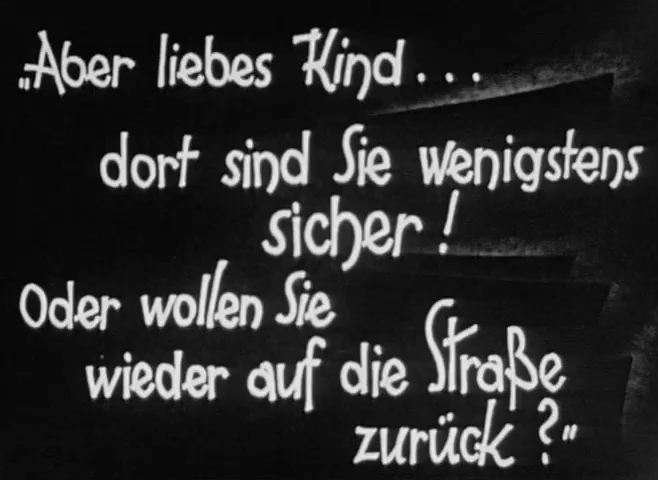 „Aber liebes Kind...
dort sind Sie wenigstens
sicher!
Oder wollen Sie
wieder auf die Straße
zurück?"